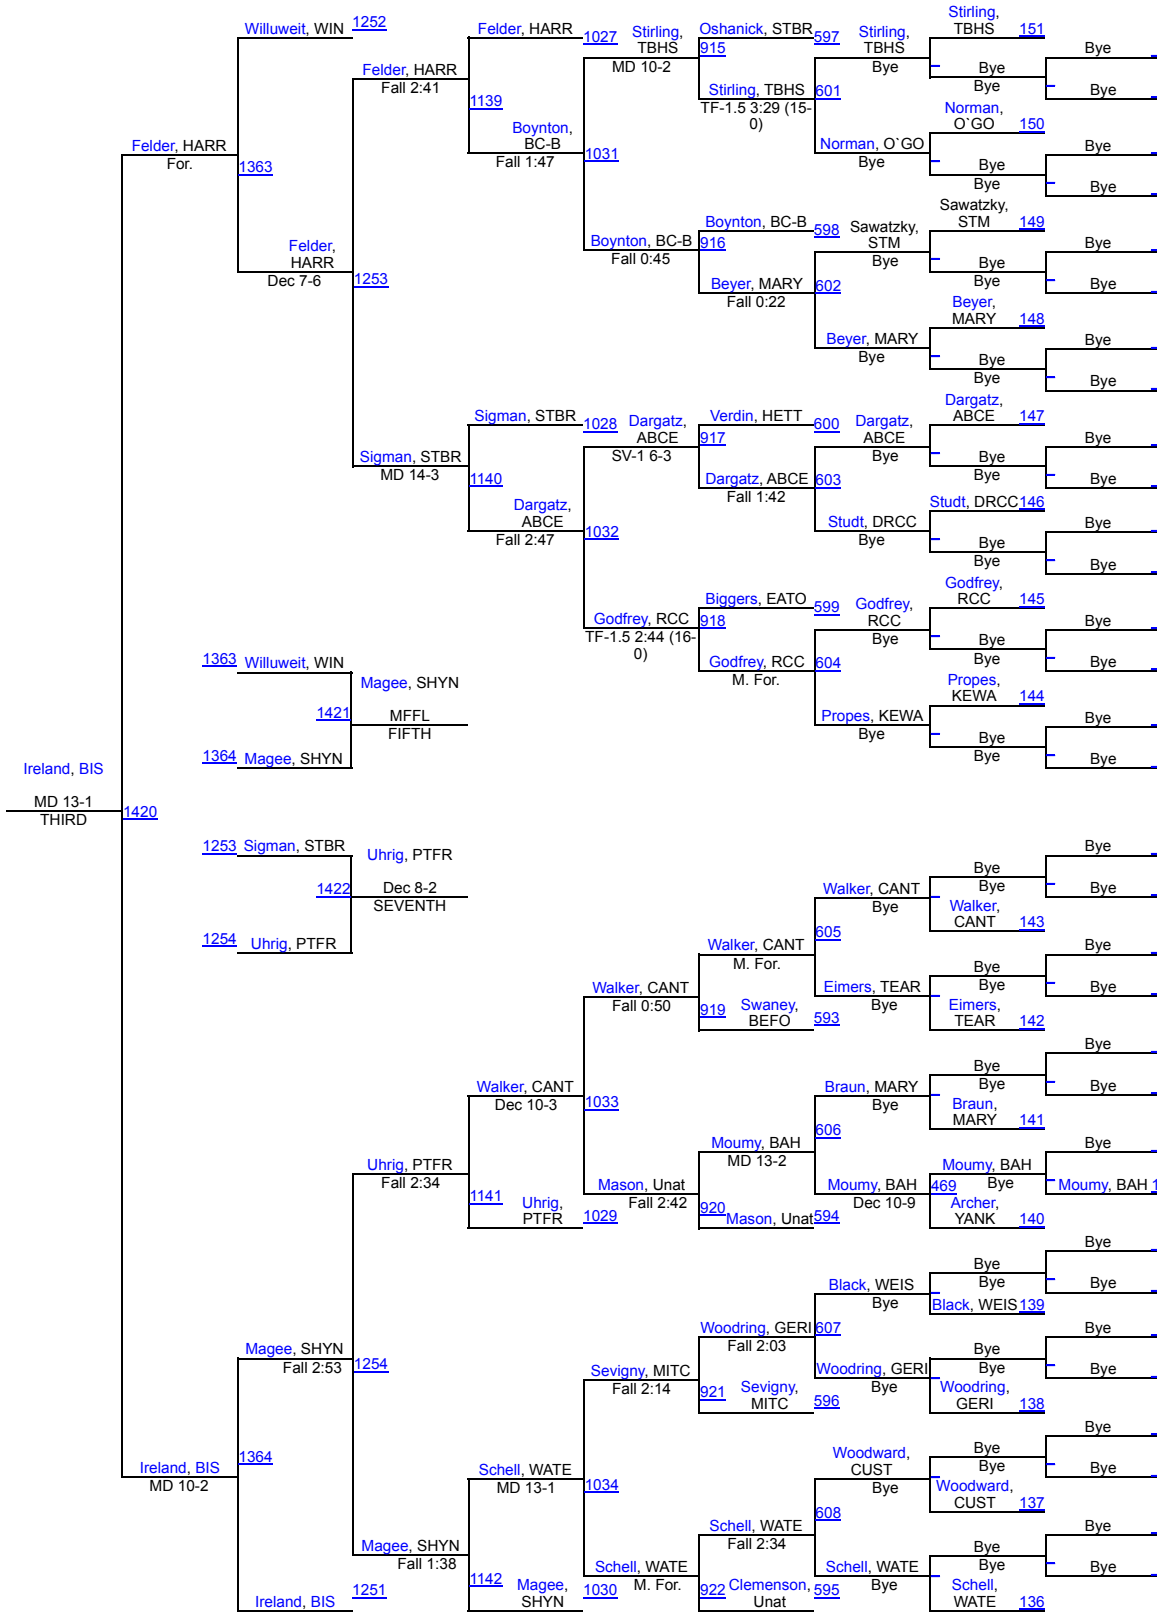 Willuweit, WIN 1252
Felder, HARR 1027
Stirling,
TBHS
MD 10-2
Oshanick, STBR 597
915
Stirling,
TBHS
Bye
Stirling,
TBHS 151
Bye
Bye
Bye
Bye
Felder, HARR
Fall 2:41
Stirling, TBHS
TF-1.5 3:29 (15-
0)
601
1139
Norman,
O`GO 150
Boynton,
BC-B
Fall 1:47
1031
Norman, O`GO
Bye
Bye
Bye
Bye
Bye
Felder, HARR
For.
1363
Boynton, BC-B
Fall 0:45
Boynton, BC-B 598
916
Sawatzky,
STM
Bye
Sawatzky,
STM 149
Bye
Bye
Bye
Bye
Felder,
HARR
Dec 7-6
1253
Beyer, MARY
Fall 0:22
602
Beyer,
MARY 148
Beyer, MARY
Bye
Bye
Bye
Bye
Bye
Sigman, STBR 1028
Dargatz,
ABCE
SV-1 6-3
Verdin, HETT 600
917
Dargatz,
ABCE
Bye
Dargatz,
ABCE 147
Bye
Bye
Bye
Bye
Sigman, STBR
MD 14-3
1140
Dargatz, ABCE
Fall 1:42
603
Dargatz,
ABCE
Fall 2:47
1032
Studt, DRCC
Bye
Studt, DRCC 146
Bye
Bye
Bye
Bye
Godfrey, RCC
TF-1.5 2:44 (16-
0)
Biggers, EATO 599
918
Godfrey,
RCC
Bye
Godfrey,
RCC 145
Bye
Bye
Bye
Bye
1363 Willuweit, WIN
Magee, SHYN
Godfrey, RCC
M. For.
604
1421
MFFL
FIFTH
Propes, KEWA
Bye
Propes,
KEWA 144
Bye
Bye
Bye
Bye
1364 Magee, SHYN
Ireland, BIS
MD 13-1
THIRD
1420
1253 Sigman, STBR
Uhrig, PTFR
1422
Dec 8-2
SEVENTH
1254 Uhrig, PTFR
Walker, CANT
Bye
Bye
Bye
Bye
Bye
Walker,
CANT 143
605
Walker, CANT
M. For.
Walker, CANT
Fall 0:50
919
Swaney,
BEFO 593
Eimers, TEAR
Bye
Bye
Bye
Bye
Bye
Eimers,
TEAR 142
Walker, CANT
Dec 10-3
1033
Braun, MARY
Bye
Bye
Bye
Bye
Bye
Braun,
MARY 141
606
Uhrig, PTFR
Fall 2:34
Moumy, BAH
MD 13-2
Moumy, BAH
Bye
Bye
Moumy, BAH 1
1141
Uhrig,
PTFR 1029
Mason, Unat
Fall 2:42
920
Mason, Unat 594
Moumy, BAH
Dec 10-9
469
Archer,
YANK 140
Black, WEIS
Bye
Bye
Bye
Bye
Bye
Black, WEIS 139
Magee, SHYN
Fall 2:53
1254
Woodring, GERI
Fall 2:03
607
Sevigny, MITC
Fall 2:14
921
Sevigny,
MITC 596
Woodring, GERI
Bye
Bye
Bye
Bye
Bye
Woodring,
GERI 138
Ireland, BIS
MD 10-2
1364
Schell, WATE
MD 13-1
1034
Woodward,
CUST
Bye
Bye
Bye
Bye
Bye
Woodward,
CUST 137
608
Magee, SHYN
Fall 1:38
Schell, WATE
Fall 2:34
1142
Magee,
SHYN 1030
Schell, WATE
M. For.
922
Clemenson,
Unat 595
Schell, WATE
Bye
Bye
Bye
Bye
Bye
Schell,
WATE 136
Ireland, BIS 1251